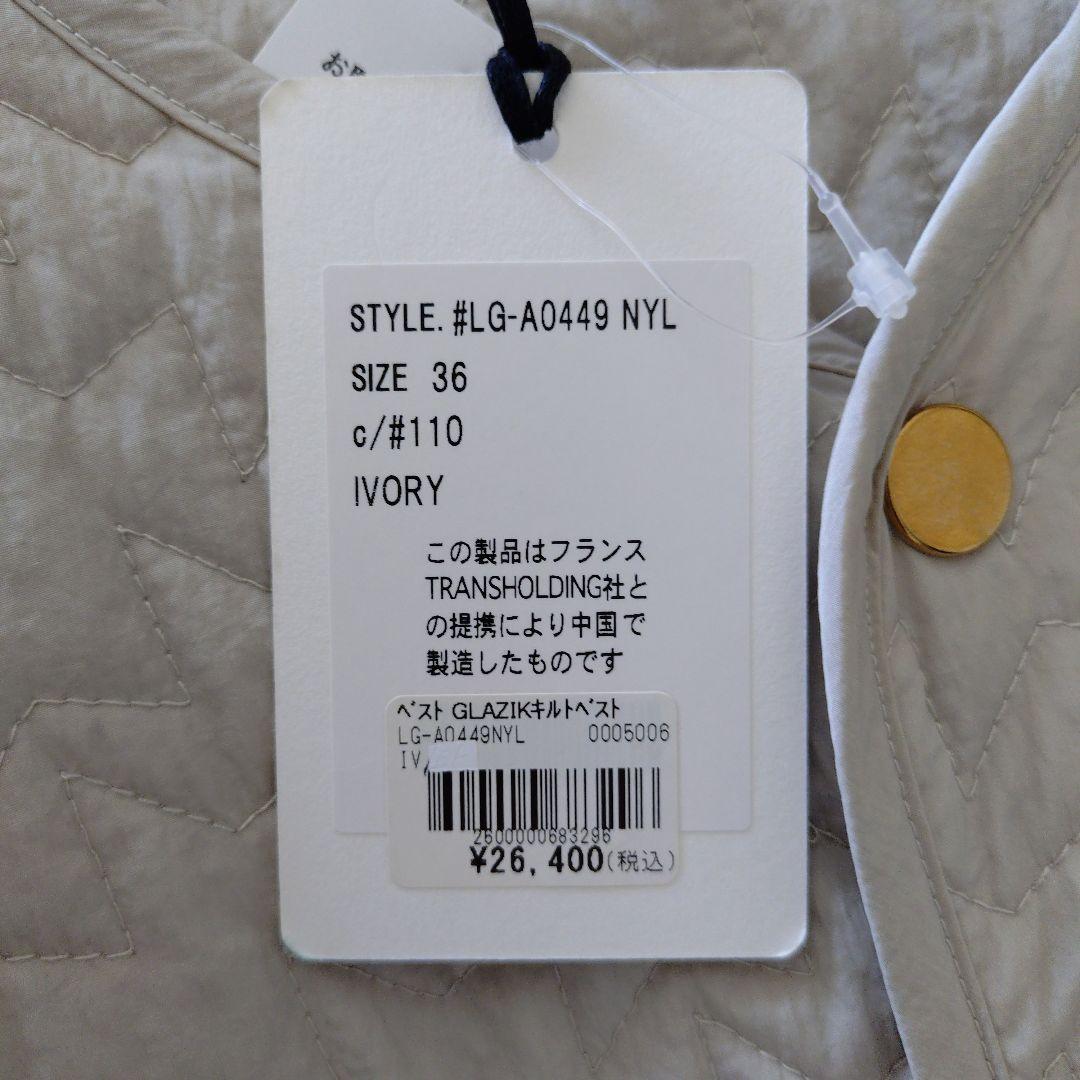 お
STYLE. #LG-A0449 NYL
SIZE 36
c/#110
IVORY
この製品はフランス
TRANSHOLDING社と
の提携により中国で
製造したものです
ベスト GLAZIKキルトベスト
LG-A0449NYL 0005006
IV/
2600000683296
¥26,400(税込)